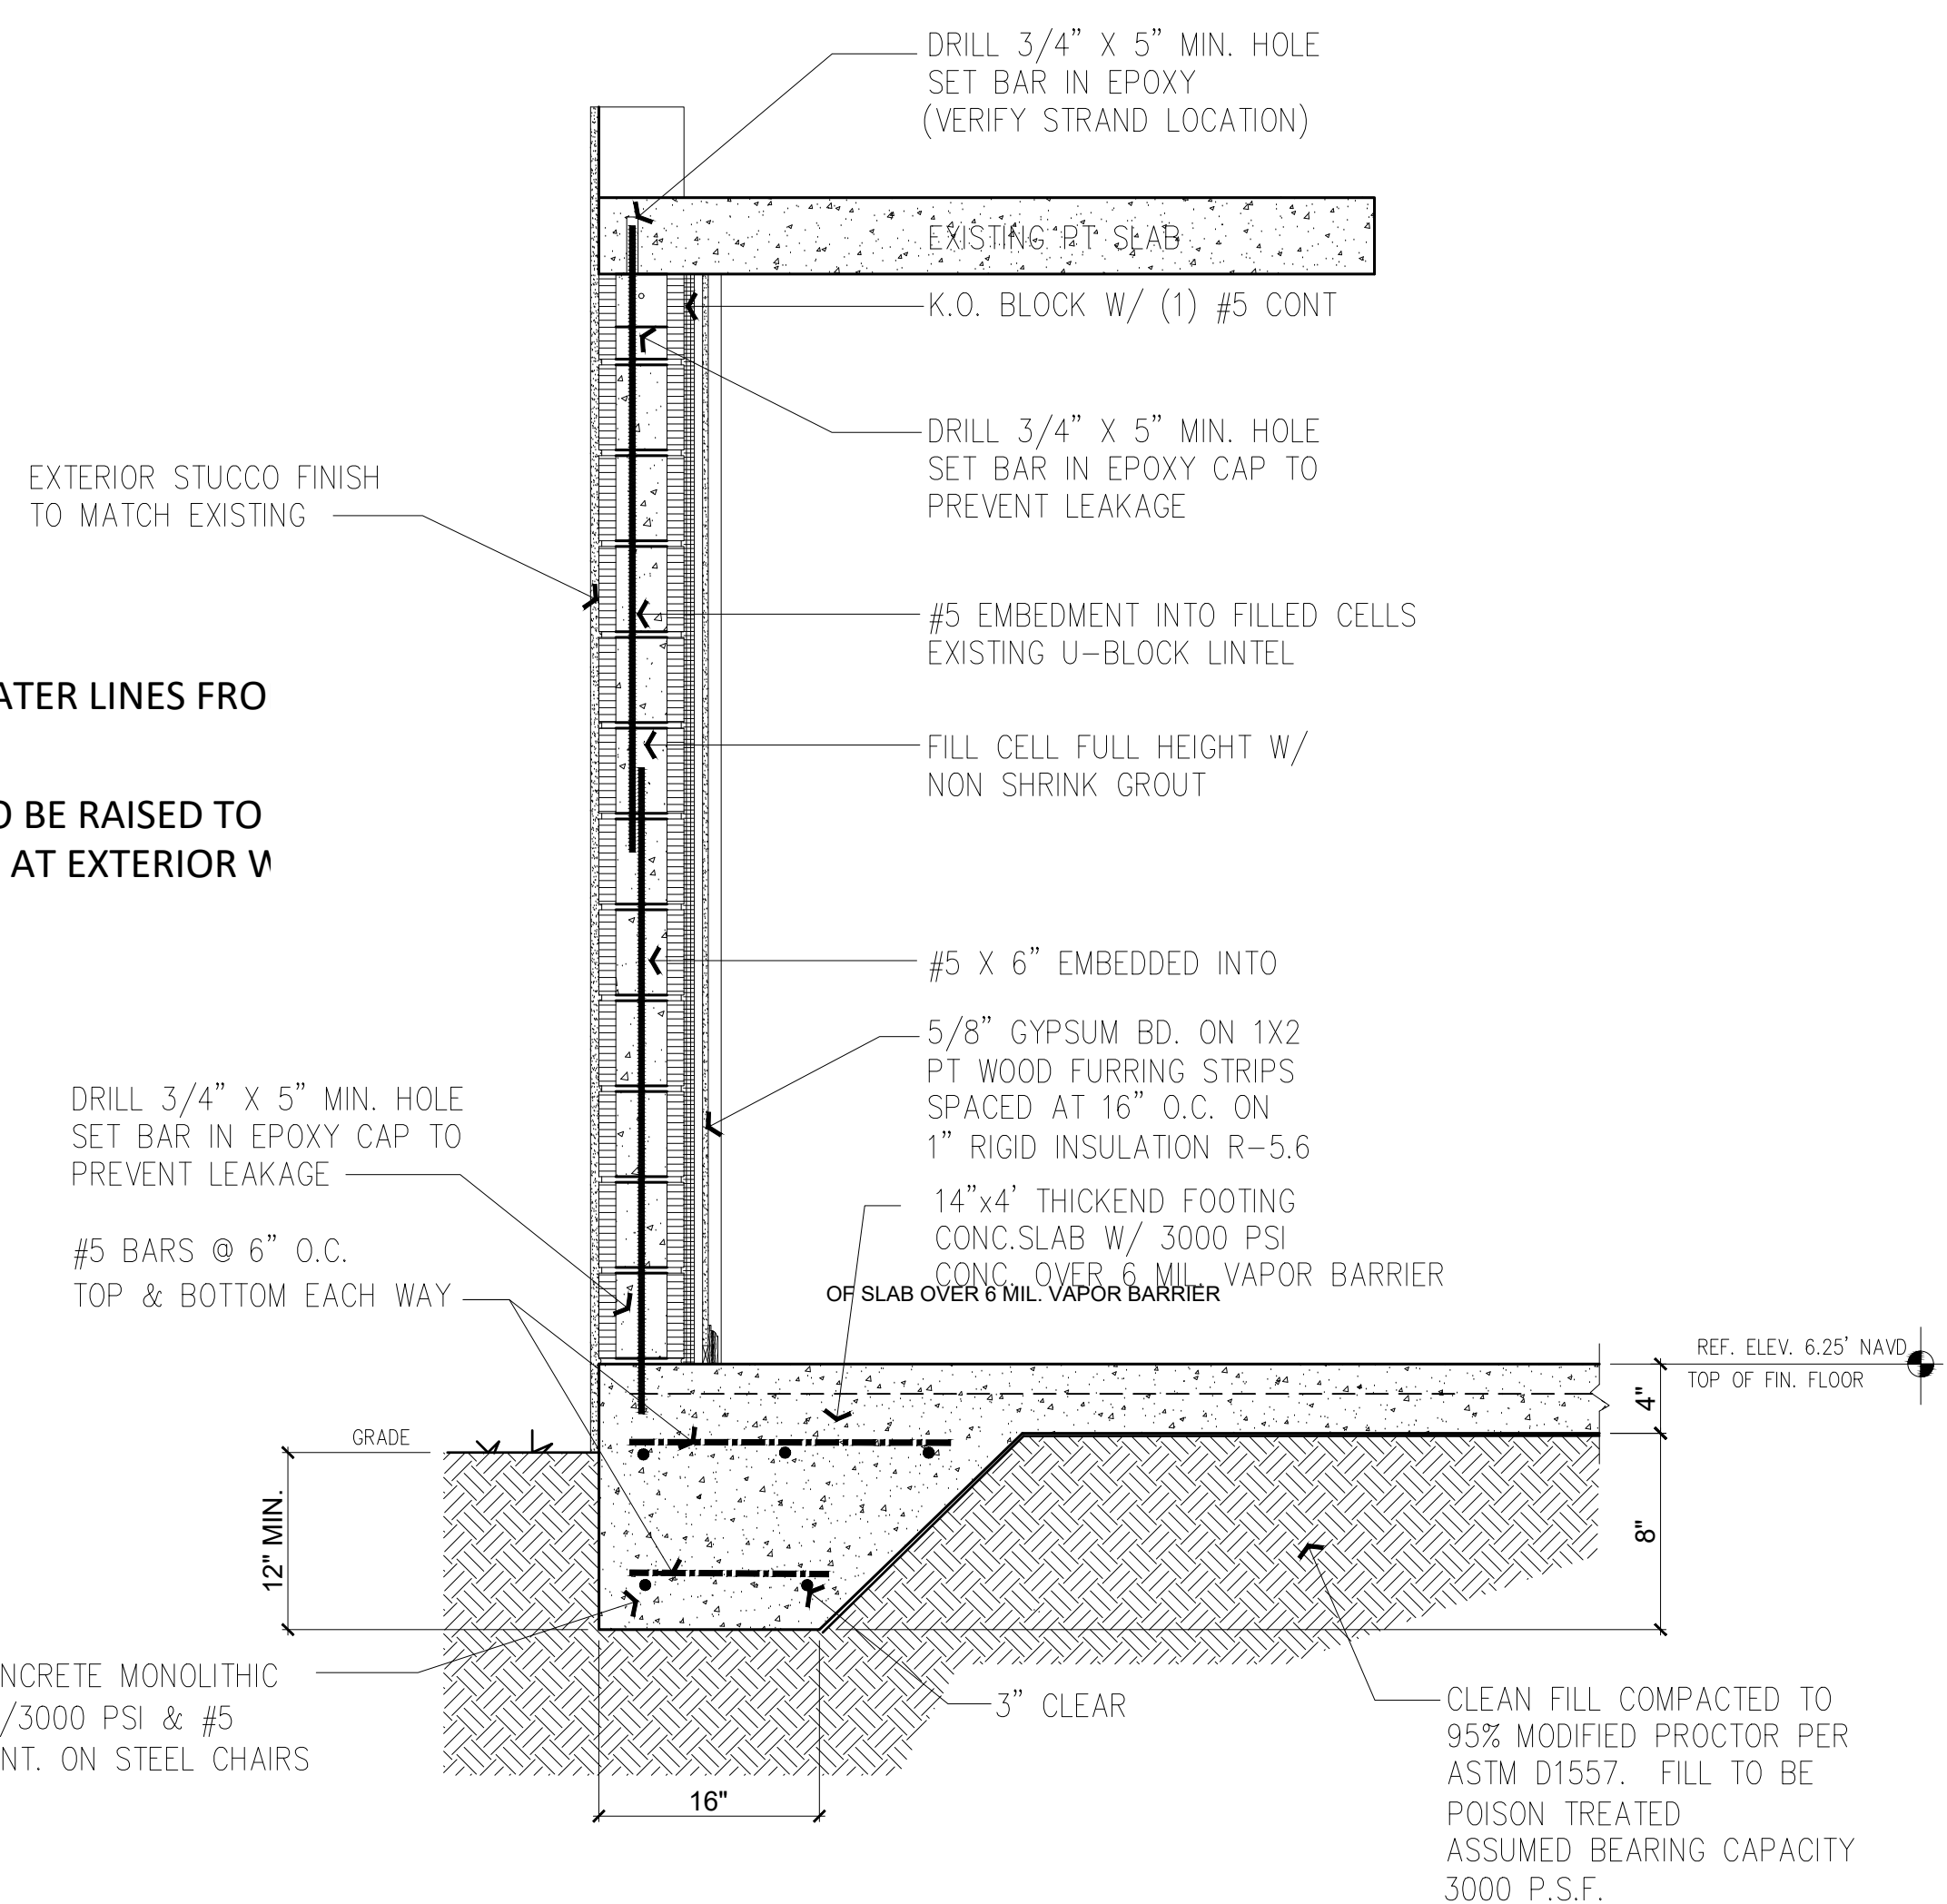 DRILL 3/4" X 5" MIN. HOLE
SET BAR IN EPOXY
(VERIFY STRAND LOCATION)
EXISTING PT SLAB
K.O. BLOCK W/ (1) #5 CONT
DRILL 3/4" X 5" MIN. HOLE
SET BAR IN EPOXY CAP TO
PREVENT LEAKAGE
EXTERIOR STUCCO FINISH
TO MATCH EXISTING
#5 EMBEDMENT INTO FILLED CELLS
EXISTING U-BLOCK LINTEL
ATER LINES FRO
FILL CELL FULL HEIGHT W/
NON SHRINK GROUT
O BE RAISED TO
AT EXTERIOR W
#5 X 6" EMBEDDED INTO
5/8" GYPSUM BD. ON 1X2
PT WOOD FURRING STRIPS
SPACED AT 16" O.C. ON
1" RIGID INSULATION R-5.6
DRILL 3/4" X 5" MIN. HOLE
SET BAR IN EPOXY CAP TO
PREVENT LEAKAGE
14"x4' THICKEND FOOTING
CONC.SLAB W/ 3000 PSI
CONC. OVER 6 MIL. VAPOR BARRIER
OF SLAB OVER 6 MIL. VAPOR BARRIER
#5 BARS @ 6" O.C.
TOP & BOTTOM EACH WAY
REF. ELEV. 6.25' NAVD
TOP OF FIN. FLOOR
4"
GRADE
12" MIN.
8"
NCRETE MONOLITHIC
/3000 PSI & #5
NT. ON STEEL CHAIRS
3" CLEAR
16"
CLEAN FILL COMPACTED TO
95% MODIFIED PROCTOR PER
ASTM D1557. FILL TO BE
POISON TREATED
ASSUMED BEARING CAPACITY
3000 P.S.F.